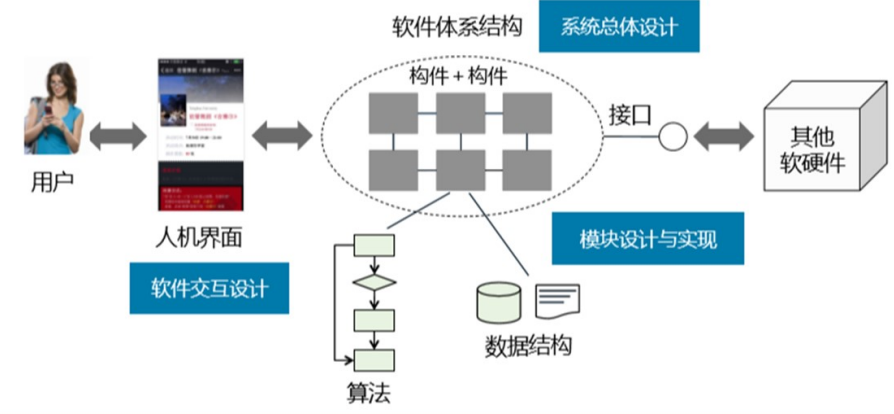 软件体系结构
系统总体设计
构件 + 构件
接口
其他
软硬件
用户
人机界面
软件交互设计
模块设计与实现
数据结构
算法